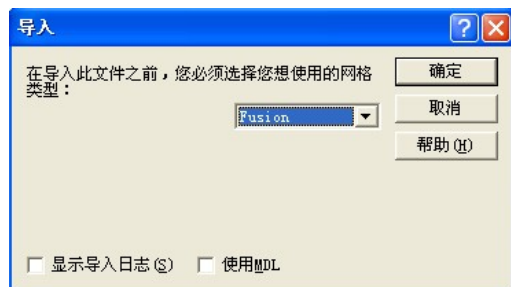 导入
在导入此文件之前，您必须选择您想使用的网格
类型：
Fusion
确定
取消
帮助(H)
显示导入日志(S)
使用MDL